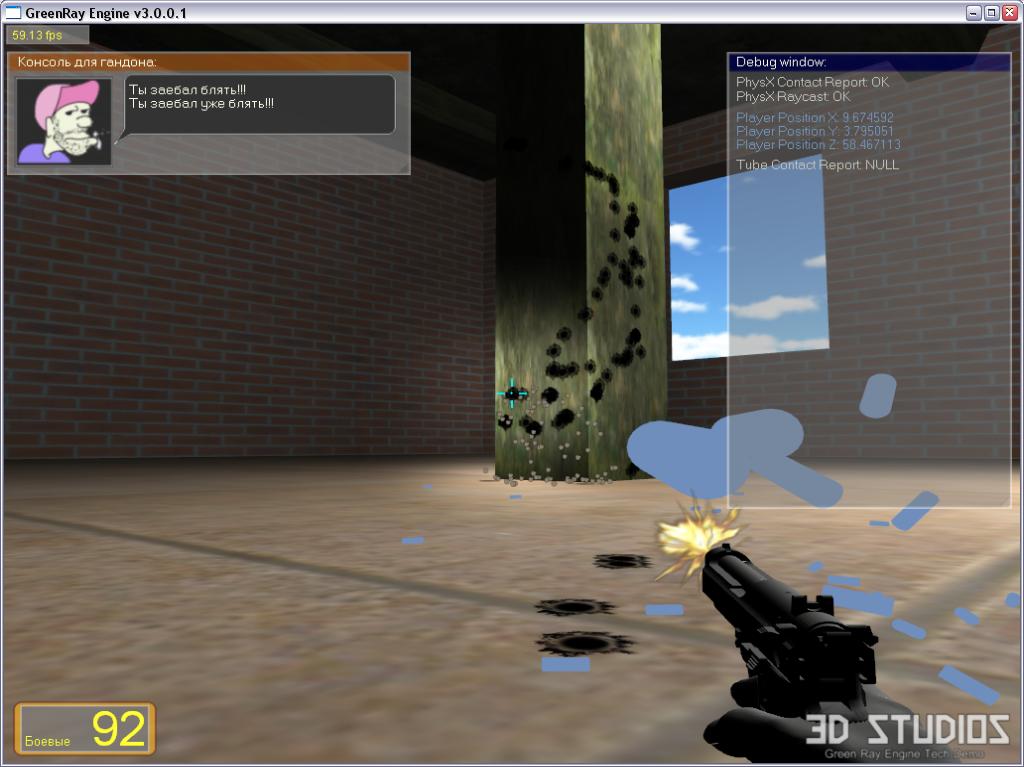 GreenRay Engine v3.0.0.1
59.13 fps
Консоль для гандона:
Ты заебал блять!!!
Ты заебал уже блять!!!
Debug window:
PhysX Contact Report: OK
PhysX Raycast: OK
Player Position X: 9.674592
Player Position Y: 3.795051
Player Position Z: 58.467113
Tube Contact Report: NULL
Боевые 92
3D STUDIOS
Green Ray Engine Tech Demo